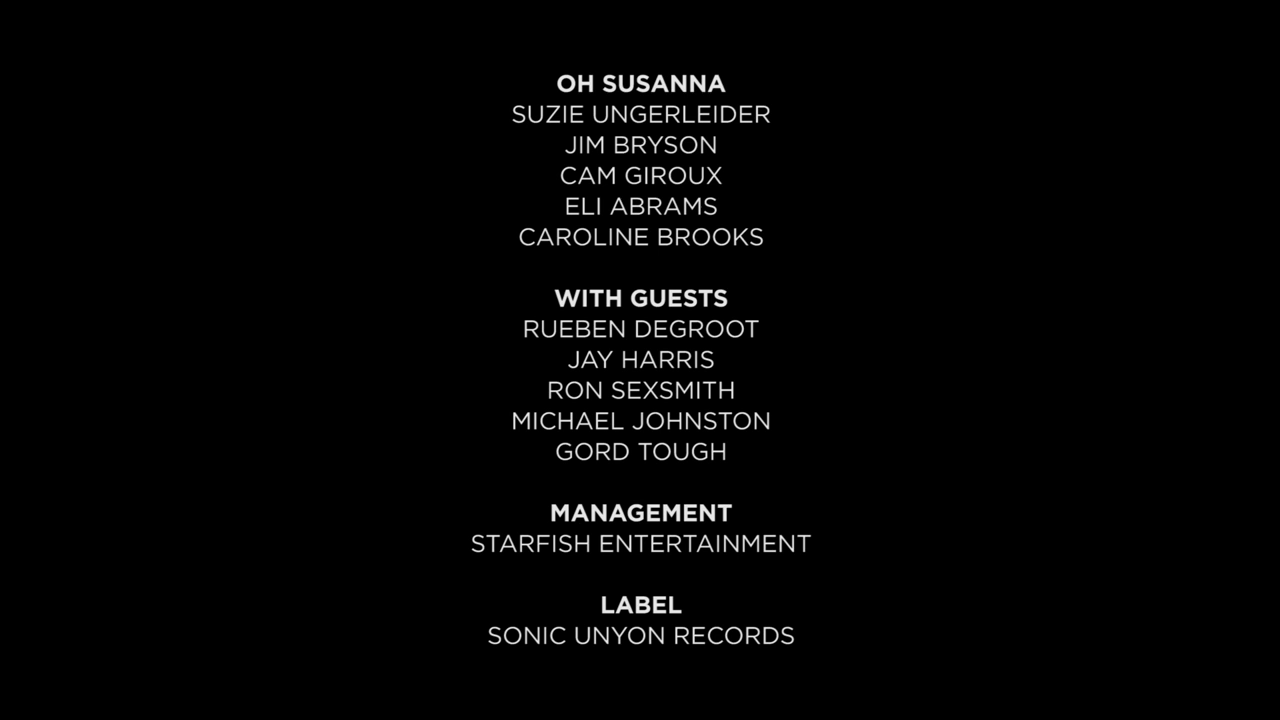 OH SUSANNA
SUZIE UNGERLEIDER
JIM BRYSON
CAM GIROUX
ELI ABRAMS
CAROLINE BROOKS
WITH GUESTS
RUEBEN DEGROOT
JAY HARRIS
RON SEXSMITH
MICHAEL JOHNSTON
GORD TOUGH
MANAGEMENT
STARFISH ENTERTAINMENT
LABEL
SONIC UNYON RECORDS